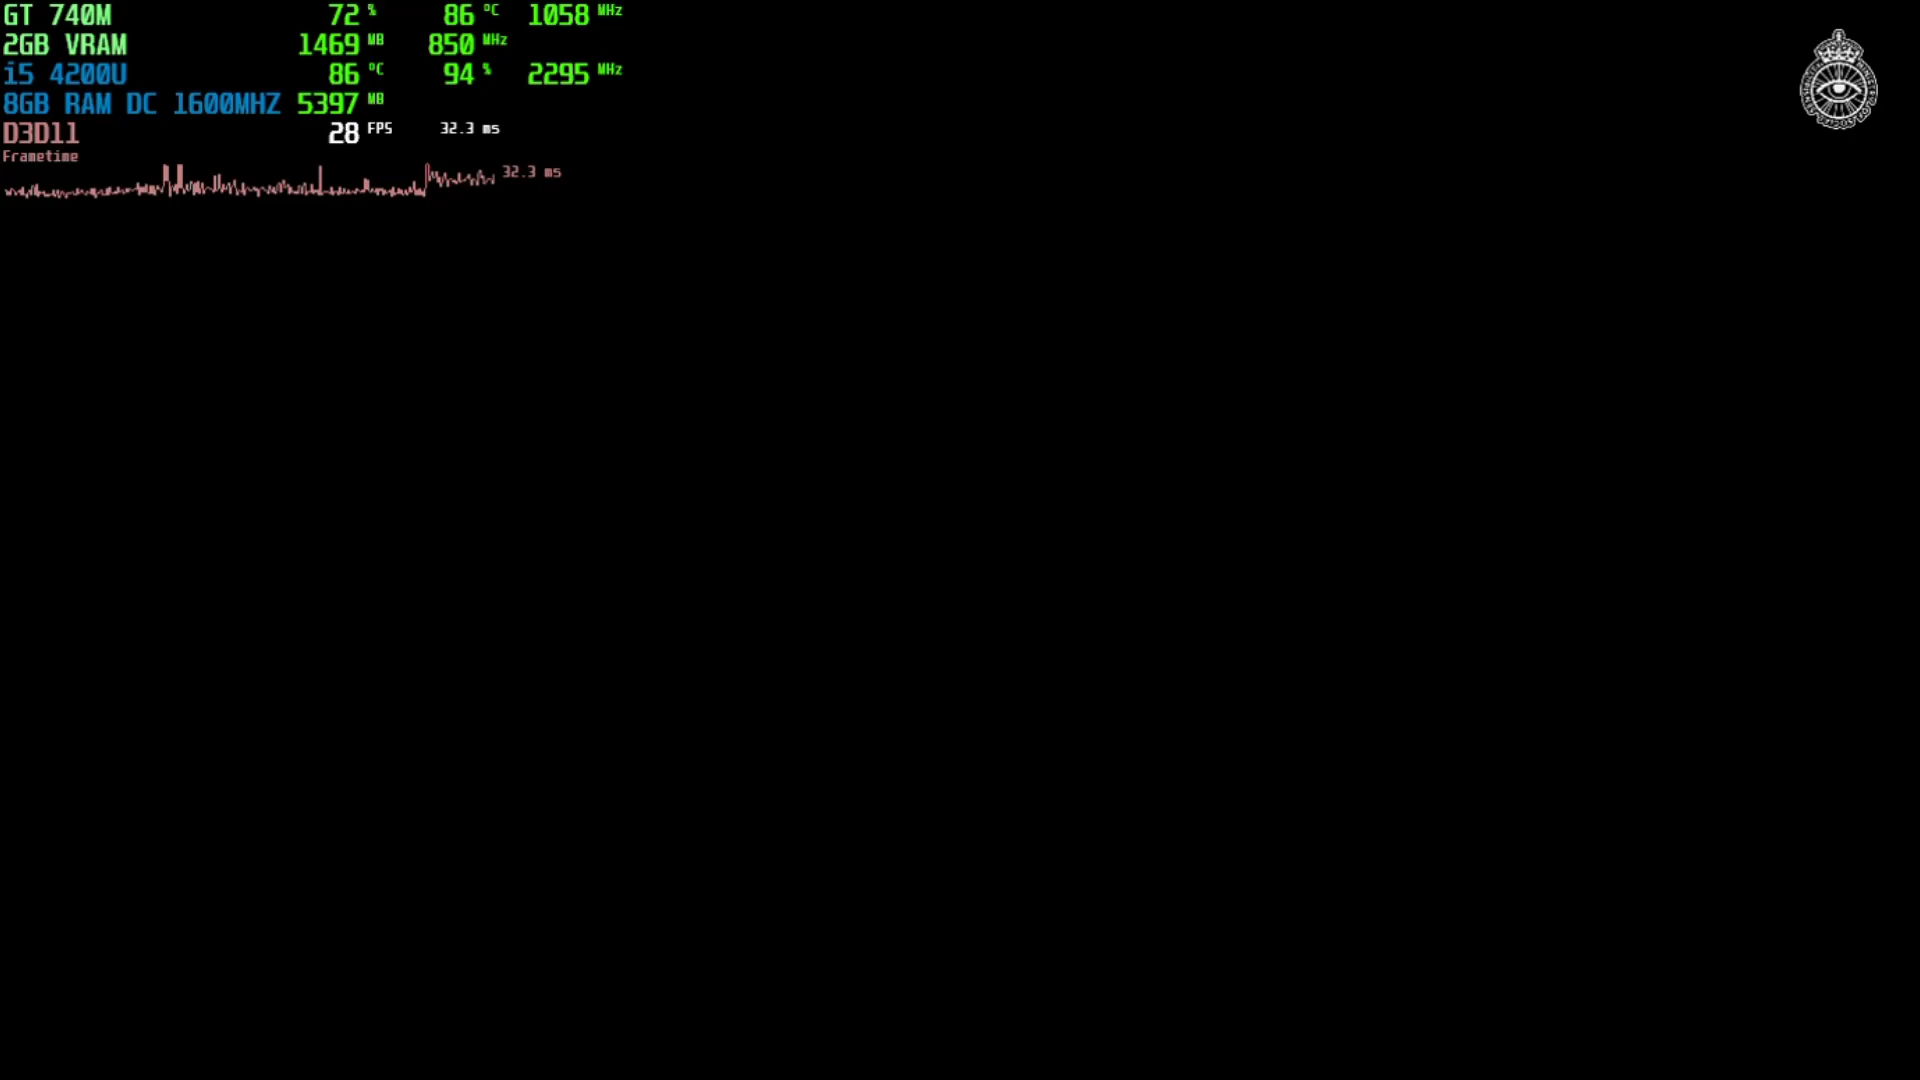 GT 740M 72 % 86 °C 1058 MHz
2GB VRAM 1469 MB 850 MHz
i5 4200U 86 °C 94 % 2295 MHz
8GB RAM DC 1600MHZ 5397 MB
D3D11 28 FPS 32.3 ms
Frametime
32.3 ms